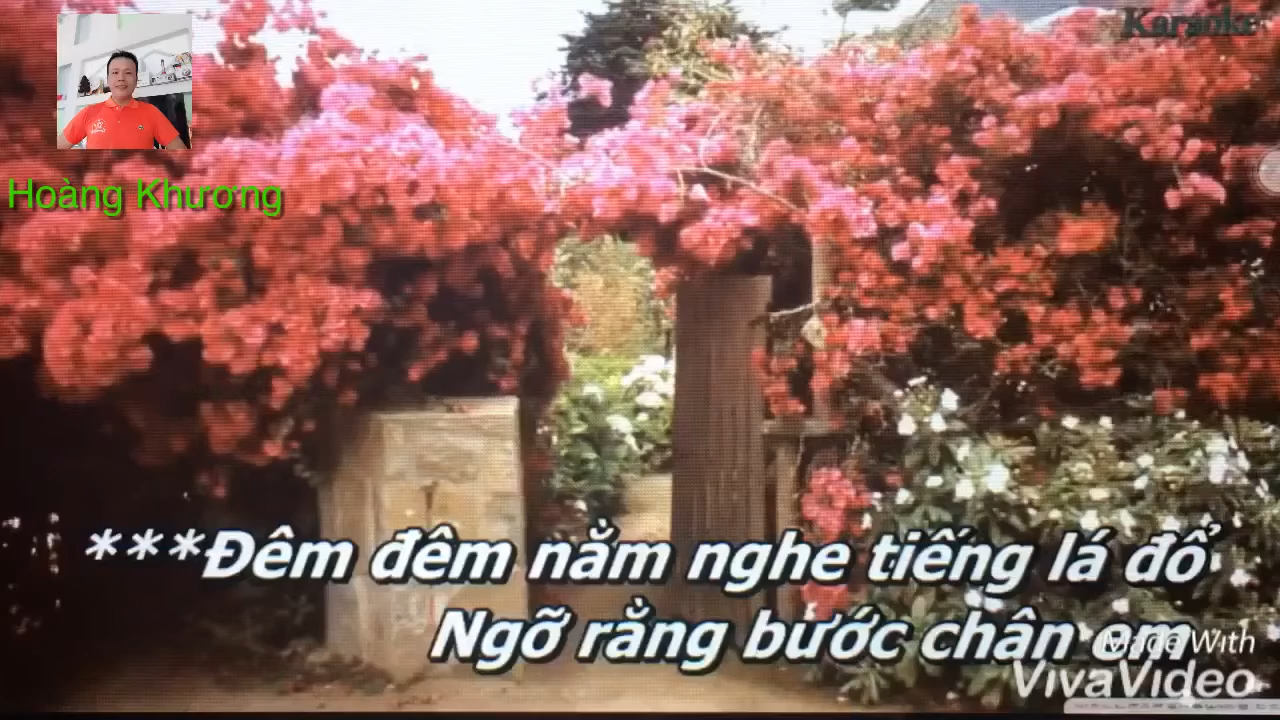 Karaoke
Hoàng Khương
***Đêm đêm nằm nghe tiếng lá đổ
Ngỡ rằng bước chân em
Made With
VivaVideo